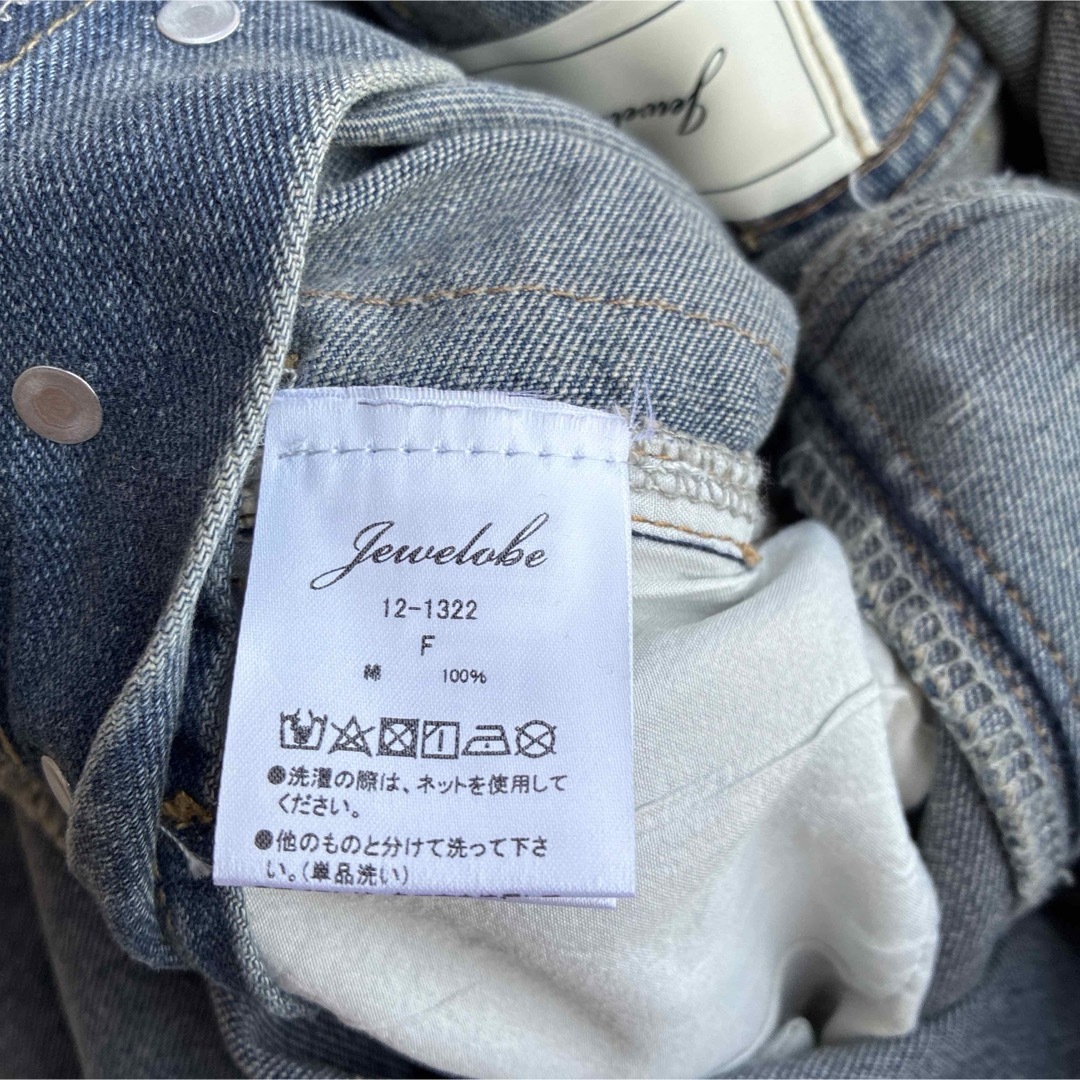 Jewelobe
12-1322
F
綿 100%
●洗濯の際は、ネットを使用して
ください。
●他のものと分けて洗って下さ
い。(単品洗い)